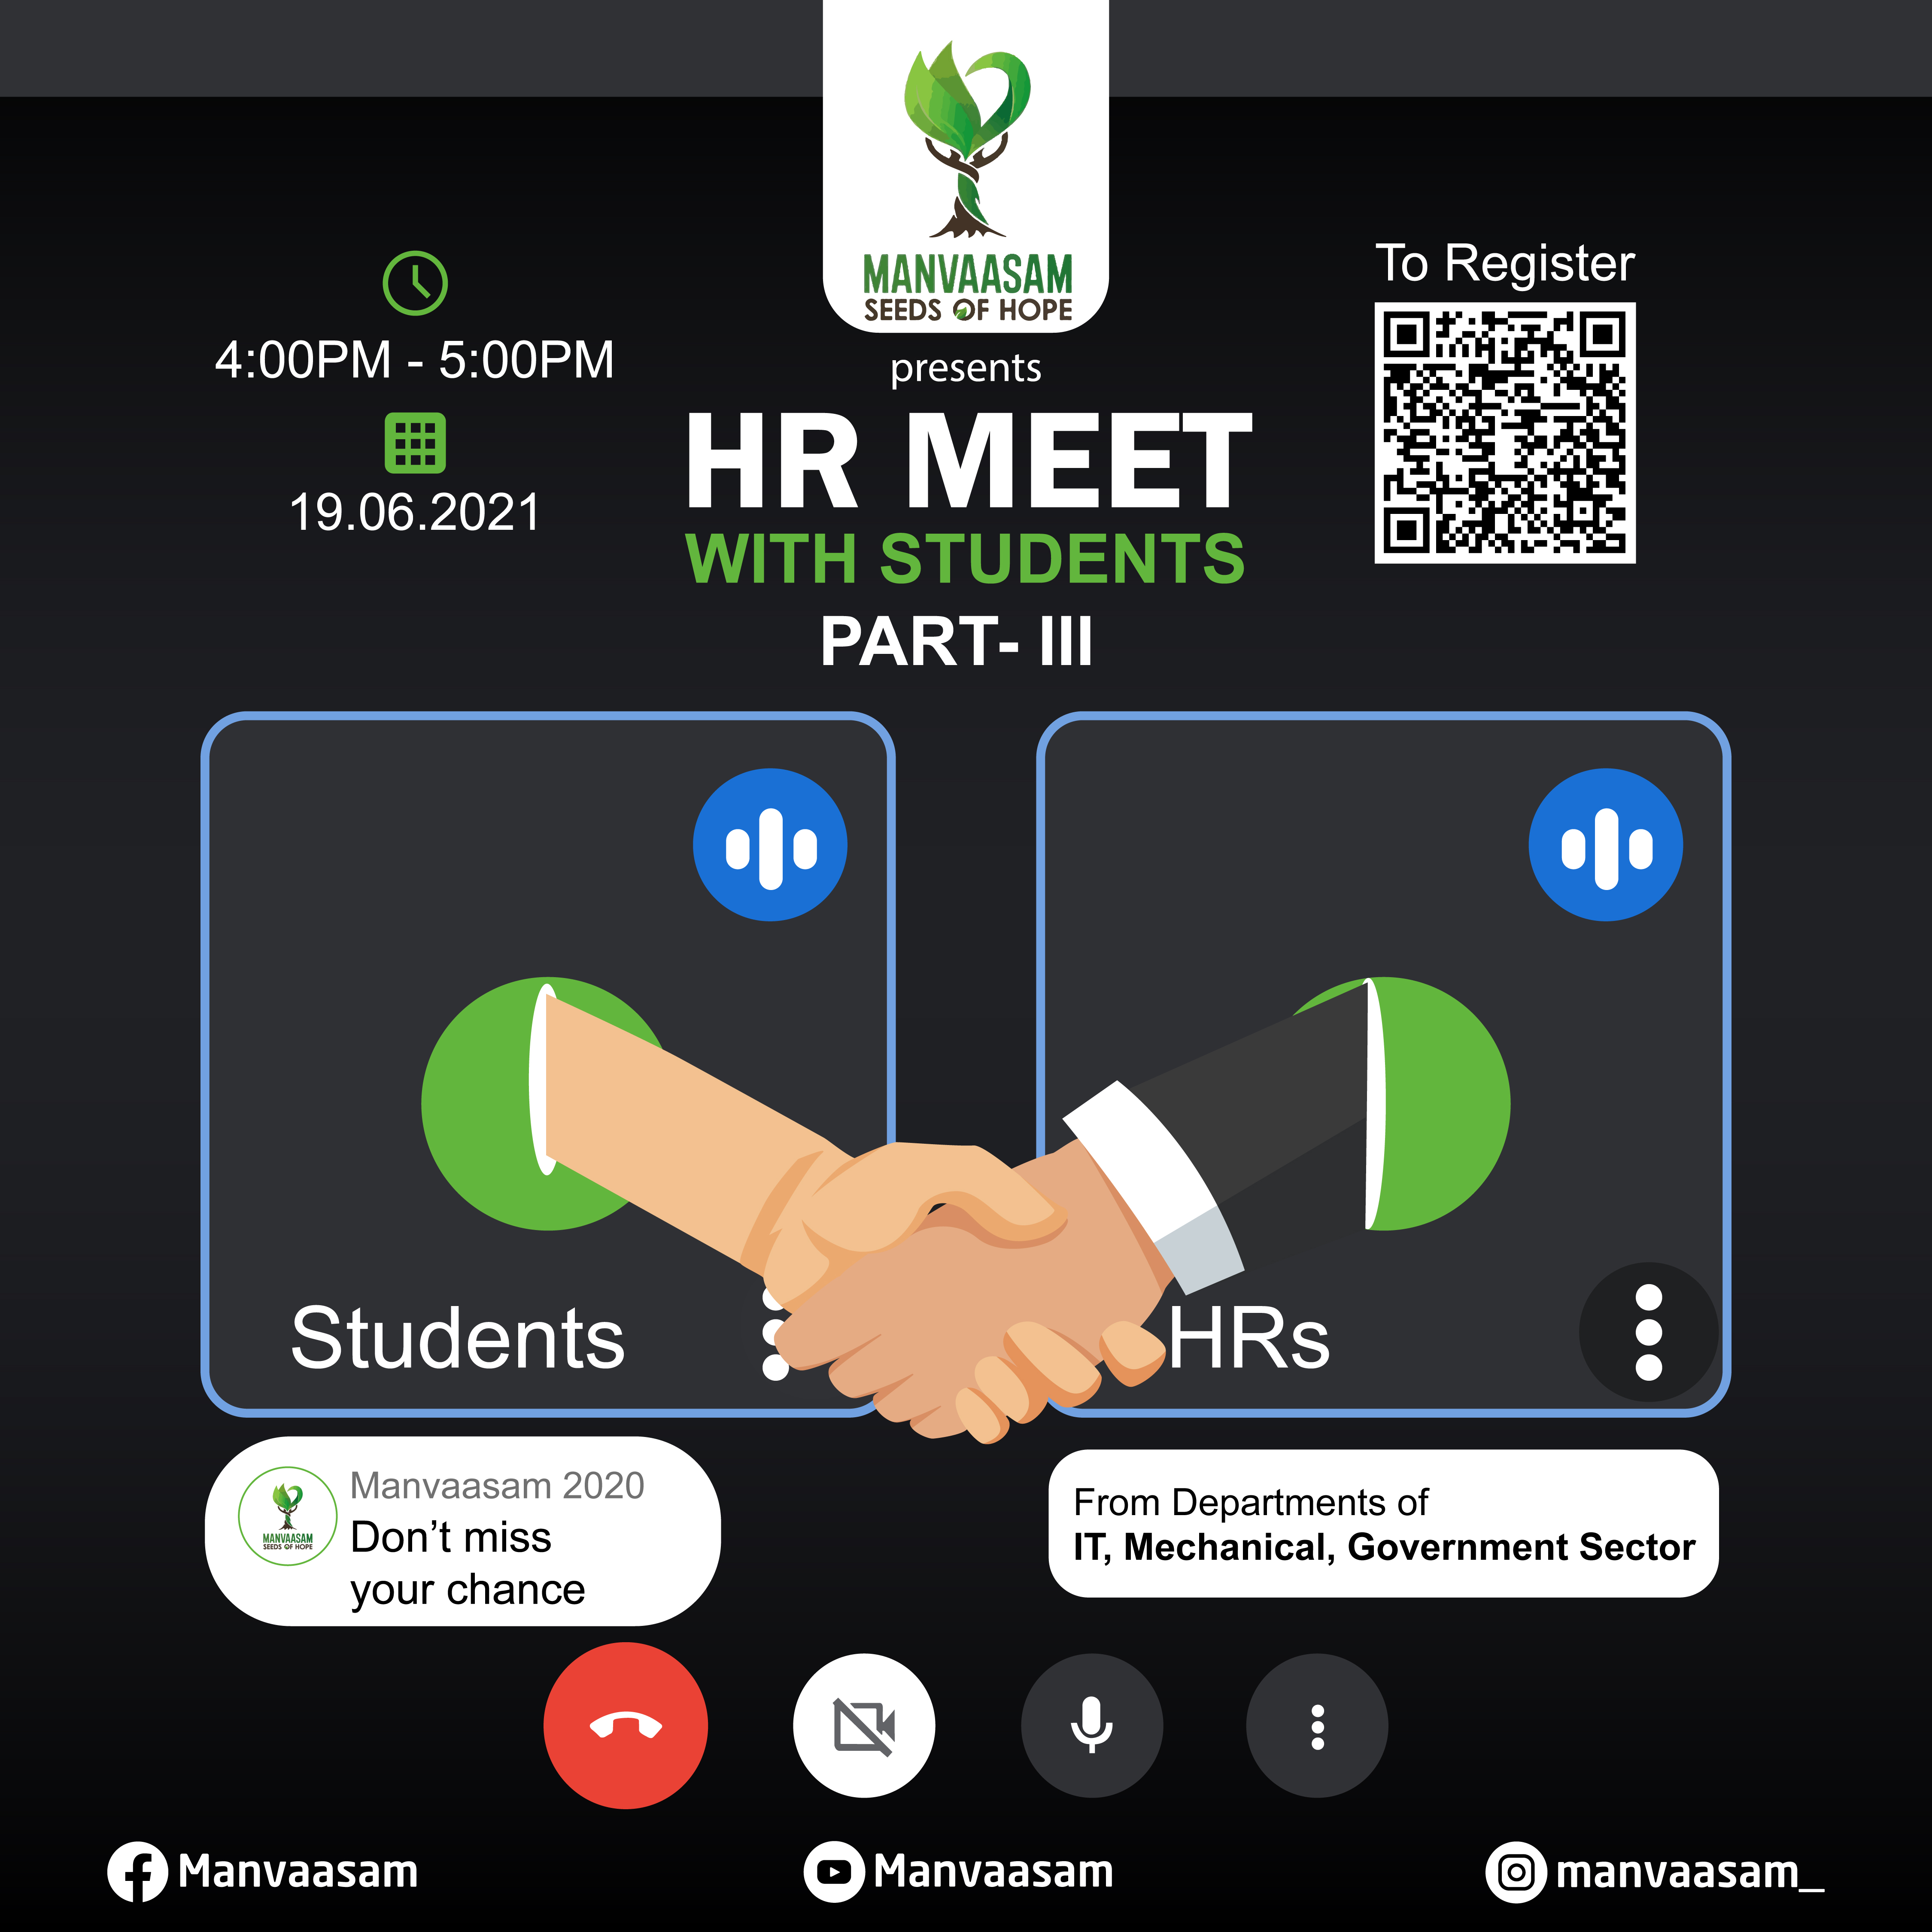 MANVAASAM
SEEDS OF HOPE
presents
HR MEET
WITH STUDENTS
PART- III
4:00PM - 5:00PM
19.06.2021
To Register
Students
HRs
Manvaasam 2020
Don't miss
your chance
MANVAASAM
SEEDS OF HOPE
From Departments of
IT, Mechanical, Government Sector
Manvaasam
Manvaasam
manvaasam_